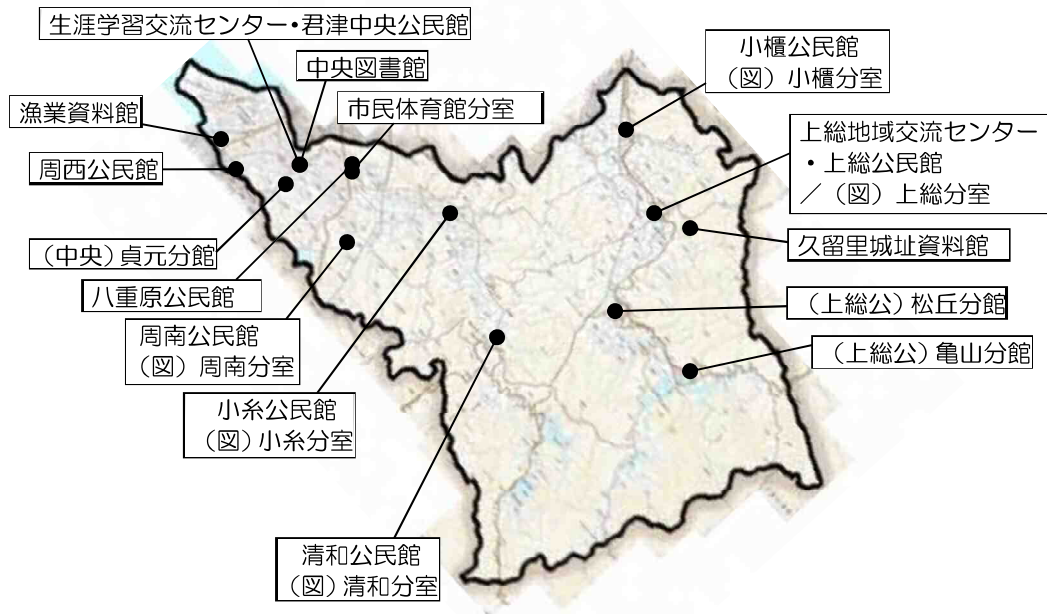 生涯学習交流センター・君津中央公民館
中央図書館
市民体育館分室
漁業資料館
周西公民館
（中央）貞元分館
八重原公民館
周南公民館
（図）周南分室
小糸公民館
（図）小糸分室
清和公民館
（図）清和分室
小櫃公民館
（図）小櫃分室
上総地域交流センター
・上総公民館
／（図）上総分室
久留里城址資料館
（上総公）松丘分館
（上総公）亀山分館